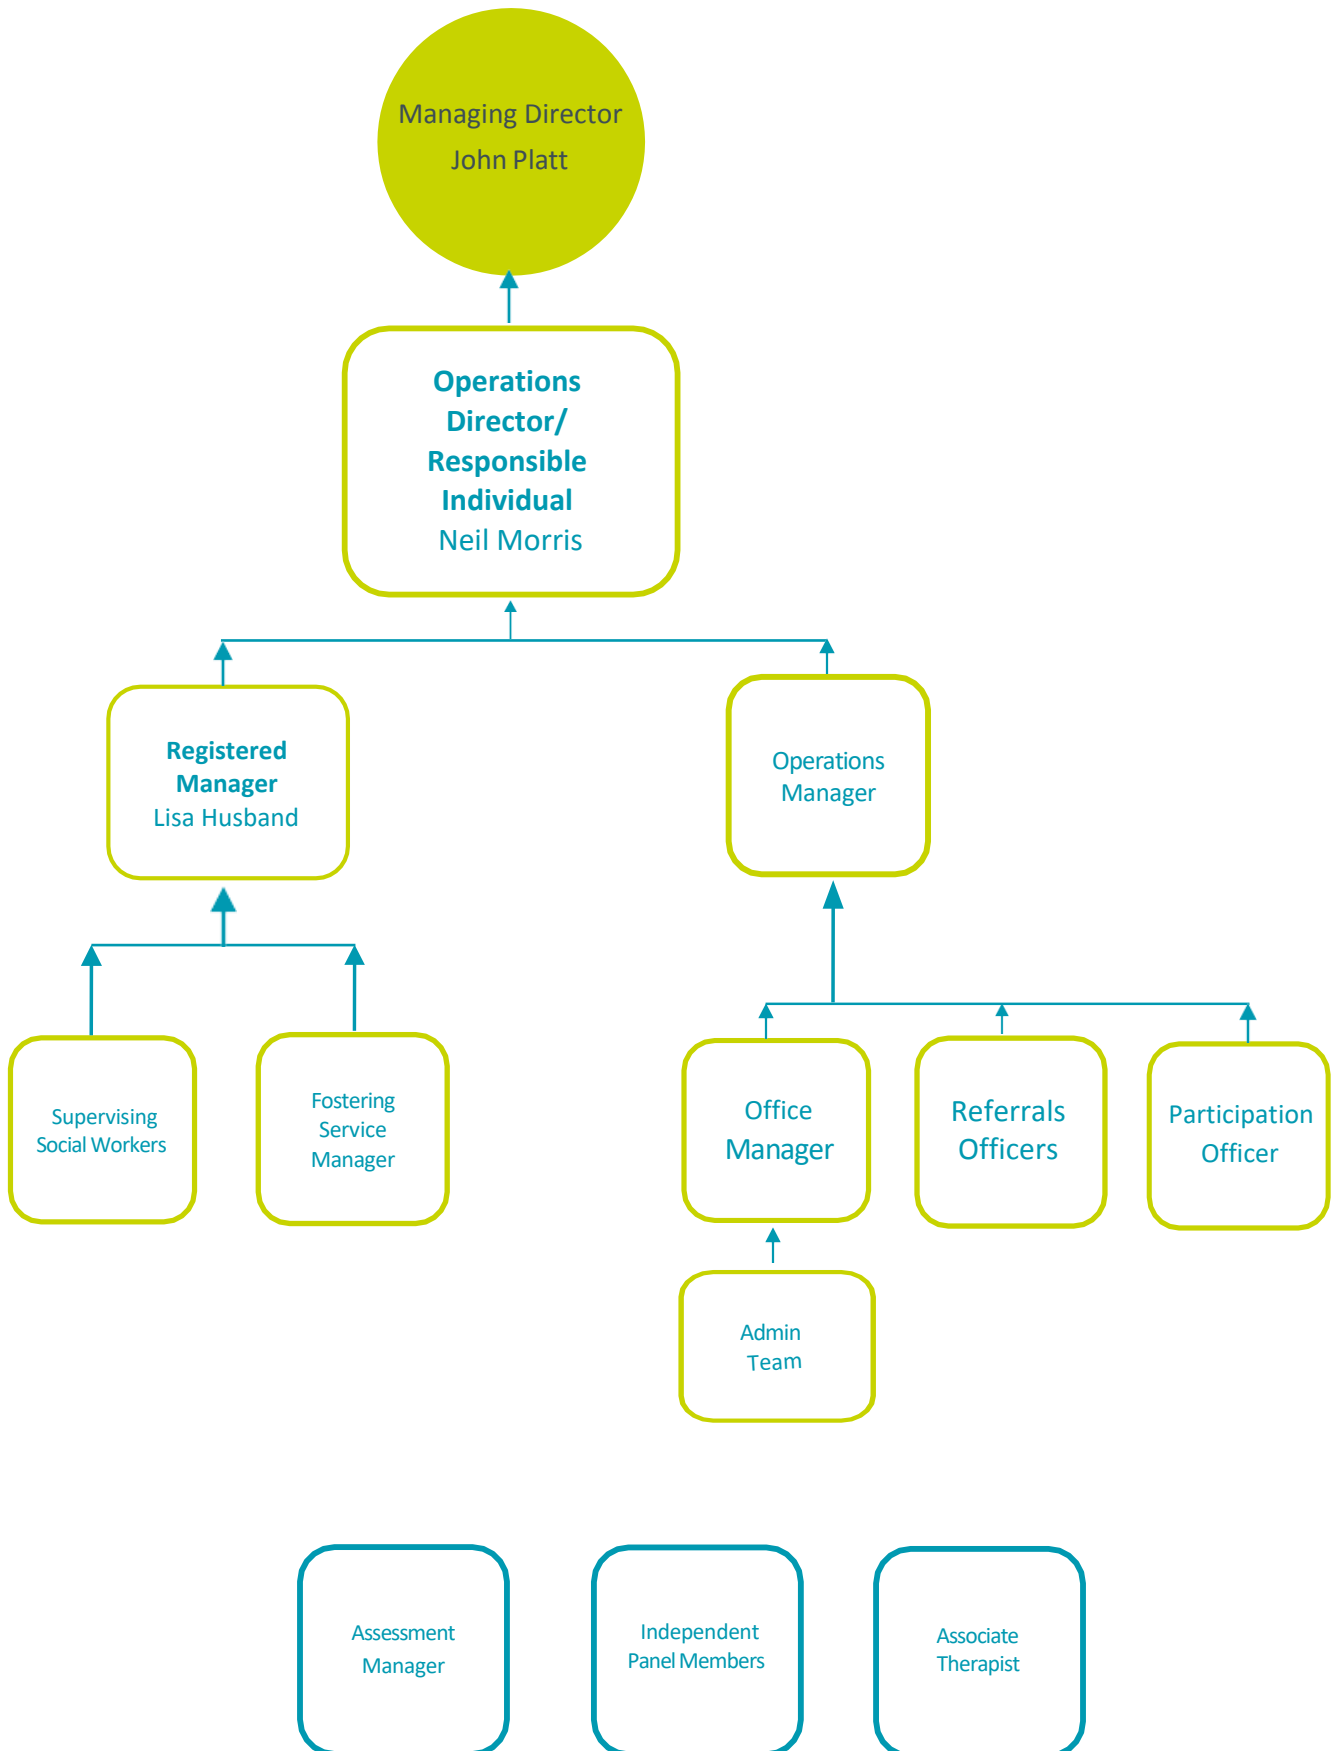 Managing Director
John Platt
Operations
Director/
Responsible
Individual
Neil Morris
Registered
Manager
Lisa Husband
Operations
Manager
Supervising
Social Workers
Fostering
Service
Manager
Office
Manager
Referrals
Officers
Participation
Officer
Admin
Team
Assessment
Manager
Independent
Panel Members
Associate
Therapist